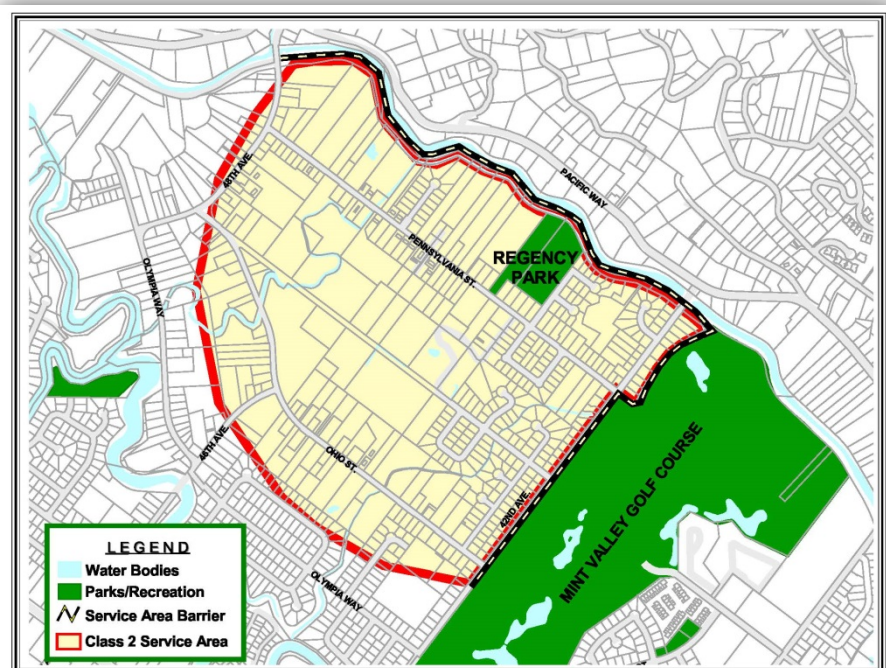 48TH AVE.
PACIFIC WAY
PENNSYLVANIA ST.
REGENCY
PARK
OLYMPIA WAY
46TH AVE.
OHIO ST.
42ND AVE.
MINT VALLEY GOLF COURSE
OLYMPIA WAY
LEGEND
Water Bodies
Parks/Recreation
Service Area Barrier
Class 2 Service Area